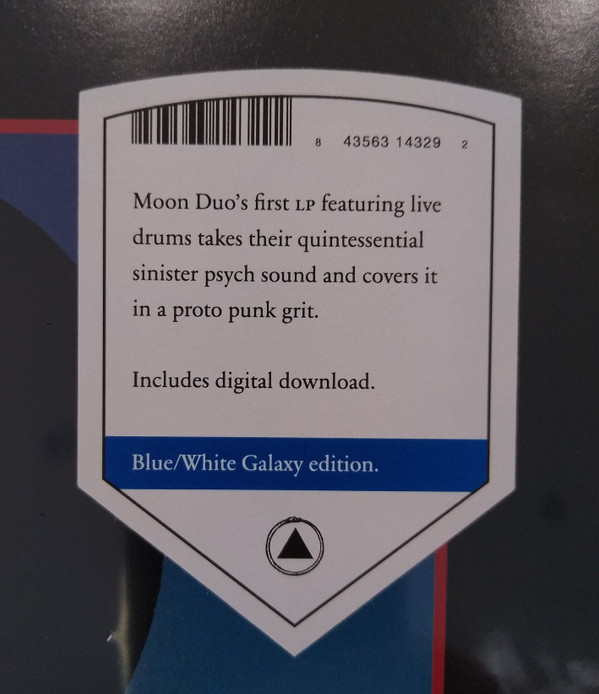 8 43563 14329 2
Moon Duo’s first LP featuring live
drums takes their quintessential
sinister psych sound and covers it
in a proto punk grit.
Includes digital download.
Blue/White Galaxy edition.